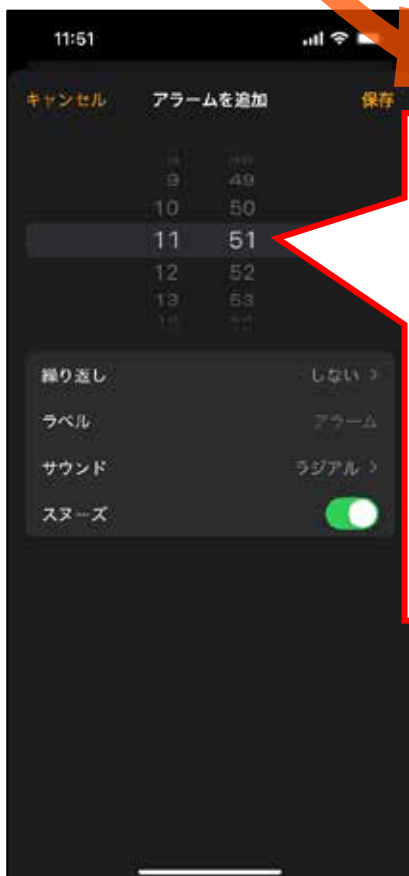 11:51
キャンセル アラームを追加 保存
9 49
10 50
11 51
12 52
13 53
繰り返し しない >
ラベル アラーム
サウンド ラジアル >
スヌーズ